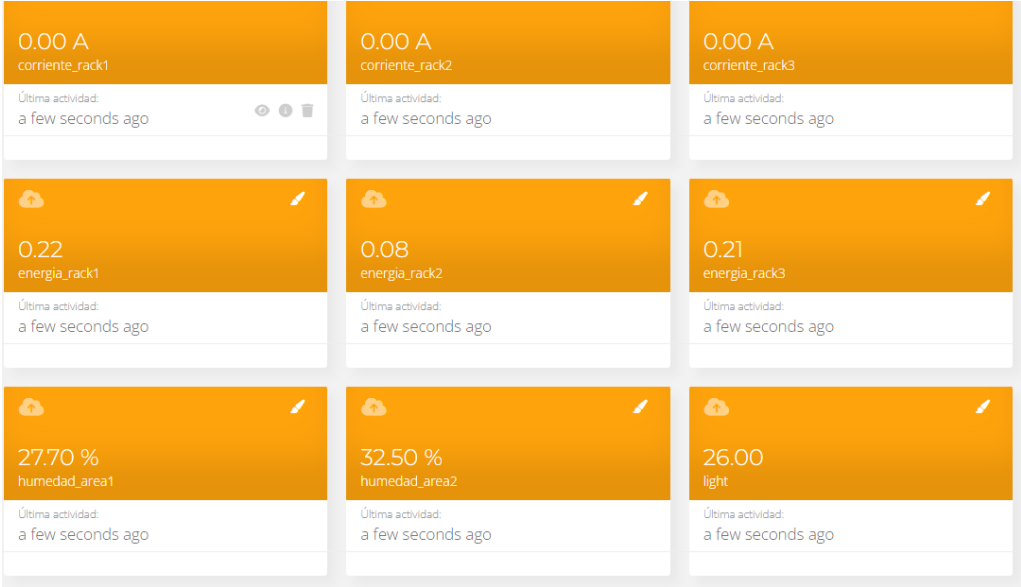 0.00 A
corriente_rack1
Última actividad:
a few seconds ago
0.00 A
corriente_rack2
Última actividad:
a few seconds ago
0.00 A
corriente_rack3
Última actividad:
a few seconds ago
0.22
energia_rack1
Última actividad:
a few seconds ago
0.08
energia_rack2
Última actividad:
a few seconds ago
0.21
energia_rack3
Última actividad:
a few seconds ago
27.70 %
humedad_area1
Última actividad:
a few seconds ago
32.50 %
humedad_area2
Última actividad:
a few seconds ago
26.00
light
Última actividad:
a few seconds ago